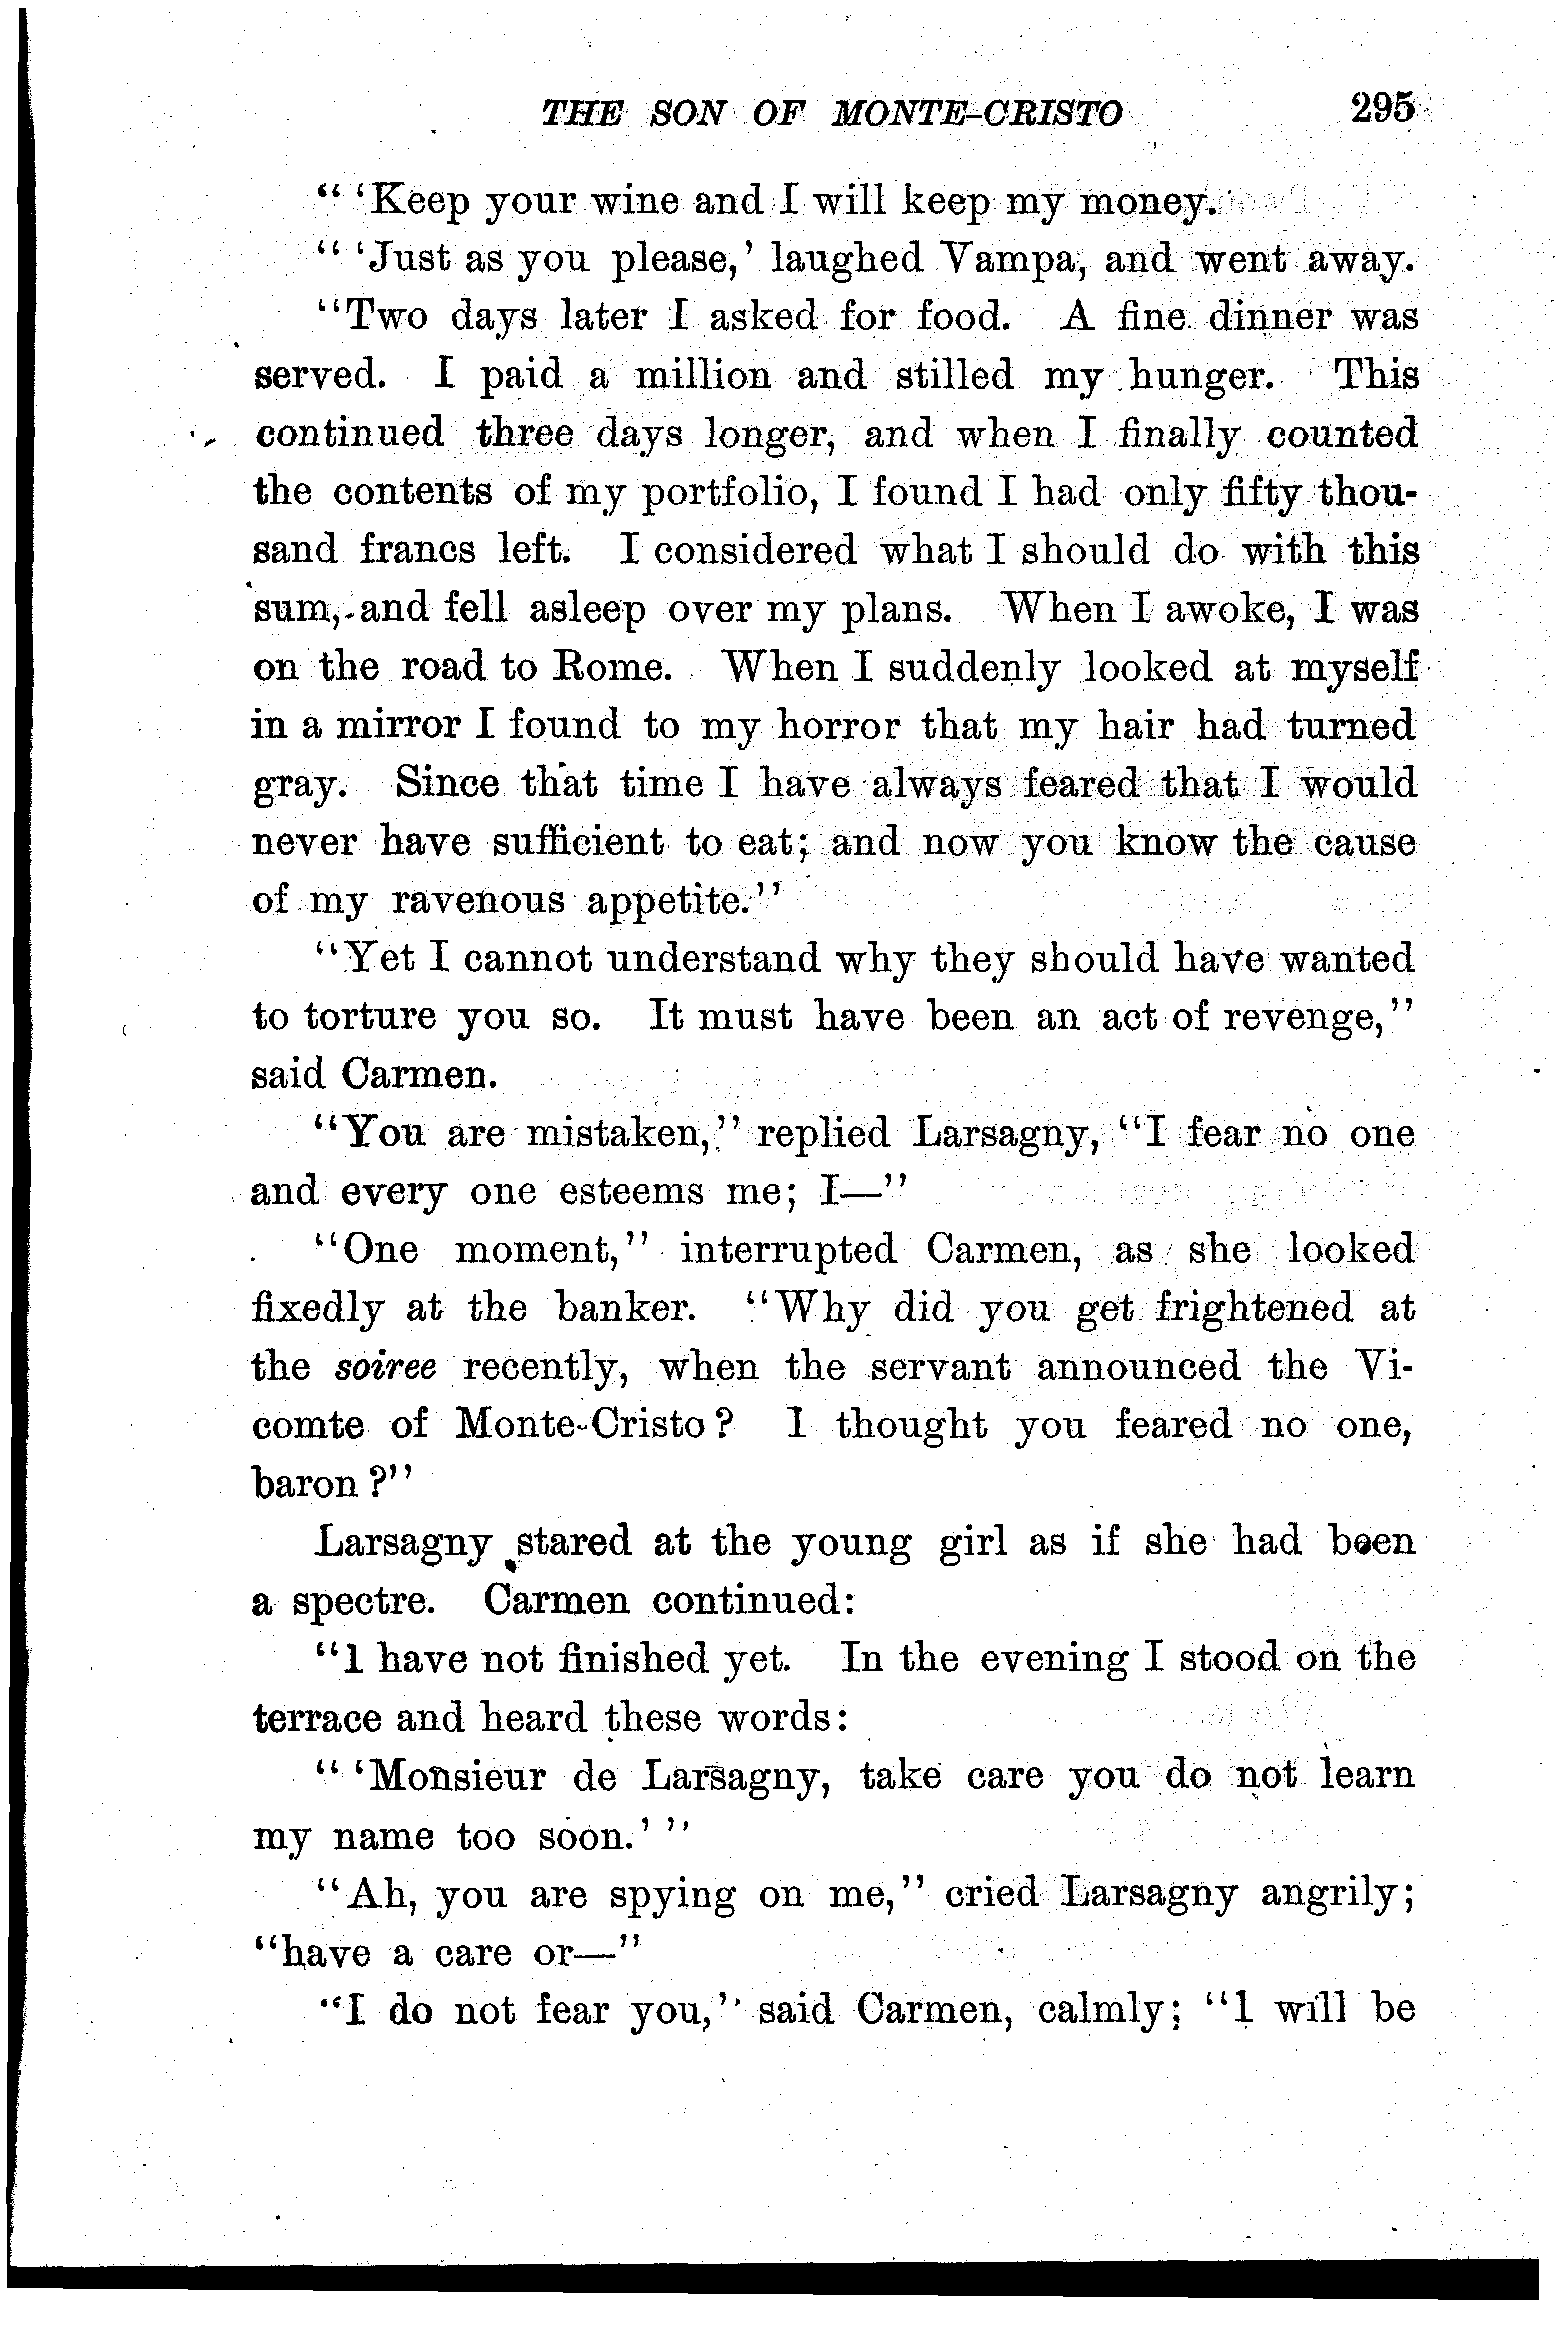 THE SON OF MONTE-CRISTO 295
" 'Keep your wine and I will keep my money.
" 'Just as you please,' laughed Vampa, and went away.
"Two days later I asked for food. A fine dinner was
served. I paid a million and stilled my hunger. This
continued three days longer, and when I finally counted
the contents of my portfolio, I found I had only fifty thou-
sand francs left. I considered what I should do with this
sum, and fell asleep over my plans. When I awoke, I was
on the road to Rome. When I suddenly looked at myself
in a mirror I found to my horror that my hair had turned
gray. Since that time I have always feared that I would
never have sufficient to eat; and now you know the cause
of my ravenous appetite."
"Yet I cannot understand why they should have wanted
to torture you so. It must have been an act of revenge,"
said Carmen.
"You are mistaken," replied Larsagny, "I fear no one
and every one esteems me; I—"
"One moment," interrupted Carmen, as she looked
fixedly at the banker. "Why did you get frightened at
the soiree recently, when the servant announced the Vi-
comte of Monte-Cristo? I thought you feared no one,
baron?"
Larsagny stared at the young girl as if she had been
a spectre. Carmen continued:
"I have not finished yet. In the evening I stood on the
terrace and heard these words:
" 'Monsieur de Larsagny, take care you do not learn
my name too soon.' "
"Ah, you are spying on me," cried Larsagny angrily;
"have a care or—"
"I do not fear you," said Carmen, calmly; "I will be